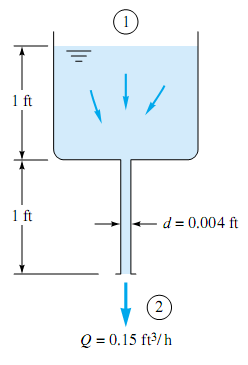 1
1 ft
1 ft
d = 0.004 ft
2
Q = 0.15 ft³/h